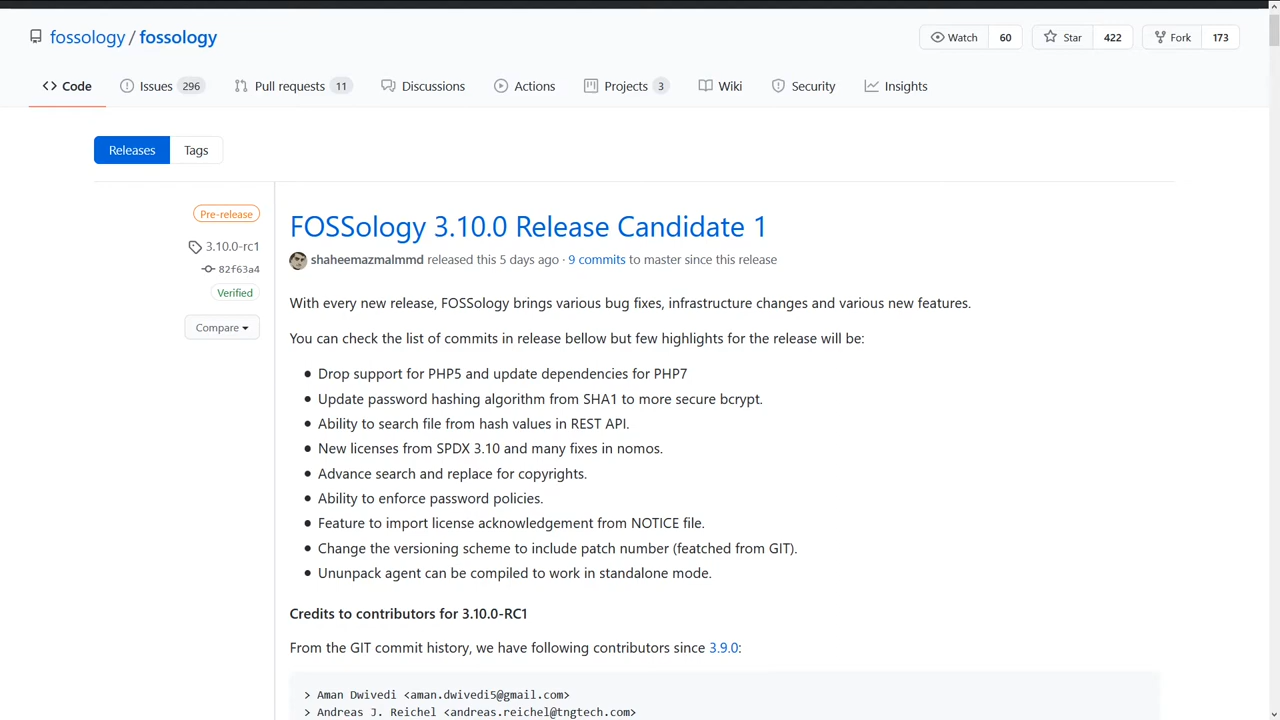 fossology / fossology
Watch 60 Star 422 Fork 173
Code Issues 296 Pull requests 11 Discussions Actions Projects 3 Wiki Security Insights
Releases Tags
Pre-release
3.10.0-rc1
82f63a4
Verified
Compare
FOSSology 3.10.0 Release Candidate 1
shaheemazmalmmd released this 5 days ago · 9 commits to master since this release
With every new release, FOSSology brings various bug fixes, infrastructure changes and various new features.
You can check the list of commits in release bellow but few highlights for the release will be:
• Drop support for PHP5 and update dependencies for PHP7
• Update password hashing algorithm from SHA1 to more secure bcrypt.
• Ability to search file from hash values in REST API.
• New licenses from SPDX 3.10 and many fixes in nomos.
• Advance search and replace for copyrights.
• Ability to enforce password policies.
• Feature to import license acknowledgement from NOTICE file.
• Change the versioning scheme to include patch number (featched from GIT).
• Ununpack agent can be compiled to work in standalone mode.
Credits to contributors for 3.10.0-RC1
From the GIT commit history, we have following contributors since 3.9.0:
> Aman Dwivedi <aman.dwivedi5@gmail.com>
> Andreas J. Reichel <andreas.reichel@tngtech.com>